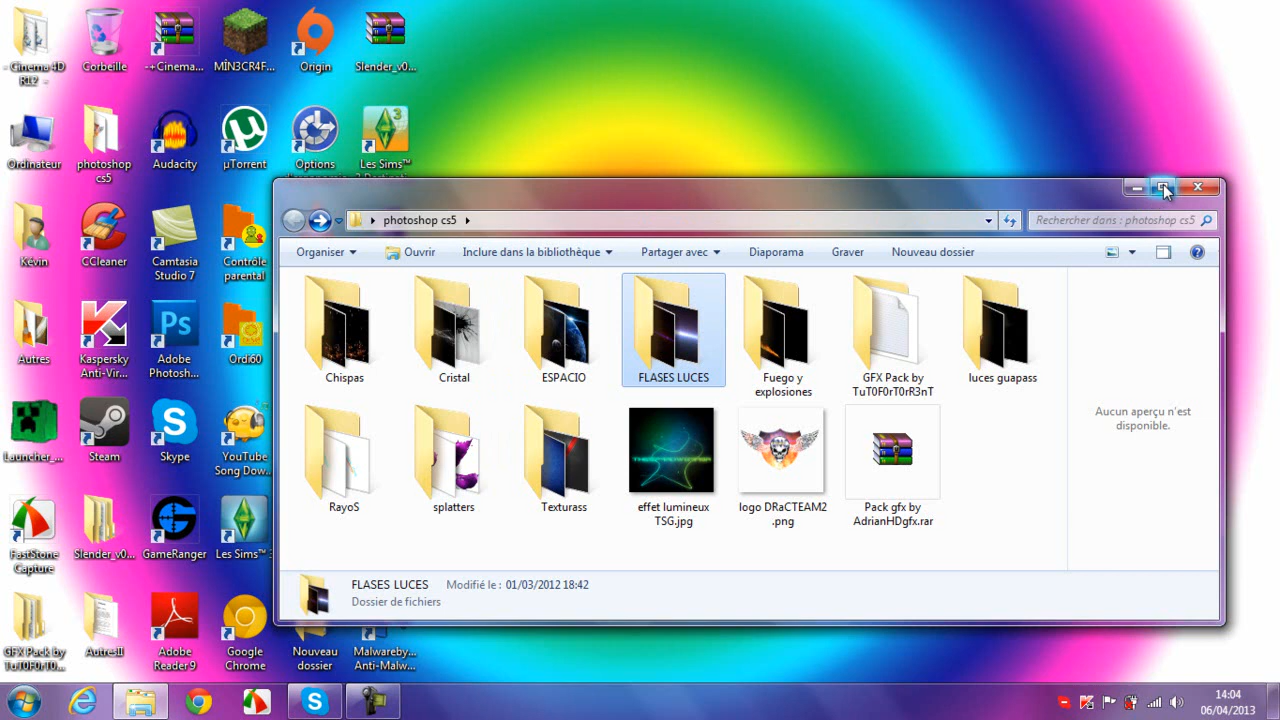 - Cinema 4D
R12 -
Corbeille
-+Cinema...
MÏN3CR4F...
Origin
Slender_v0...
Ordinateur
photoshop
cs5
Audacity
µTorrent
Options
Les Sims™
Kévin
CCleaner
Camtasia
Studio 7
Contrôle
parental
Autres
Kaspersky
Anti-Vir...
Adobe
Photosh...
Ordi60
Launcher_...
Steam
Skype
YouTube
Song Dow...
FastStone
Capture
Slender_v0...
GameRanger
Les Sims™ 3
GFX Pack by
TuT0F0rT0...
AutresII
Adobe
Reader 9
Google
Chrome
Nouveau
dossier
Malwareby...
Anti-Malw...
photoshop cs5
Rechercher dans : photoshop cs5
Organiser
Ouvrir
Inclure dans la bibliothèque
Partager avec
Diaporama
Graver
Nouveau dossier
Chispas
Cristal
ESPACIO
FLASES LUCES
Fuego y
explosiones
GFX Pack by
TuT0F0rT0rR3nT
luces guapass
RayoS
splatters
Texturass
effet lumineux
TSG.jpg
logo DRaCTEAM2
.png
Pack gfx by
AdrianHDgfx.rar
Aucun aperçu n'est
disponible.
FLASES LUCES Modifié le : 01/03/2012 18:42
Dossier de fichiers
14:04
06/04/2013